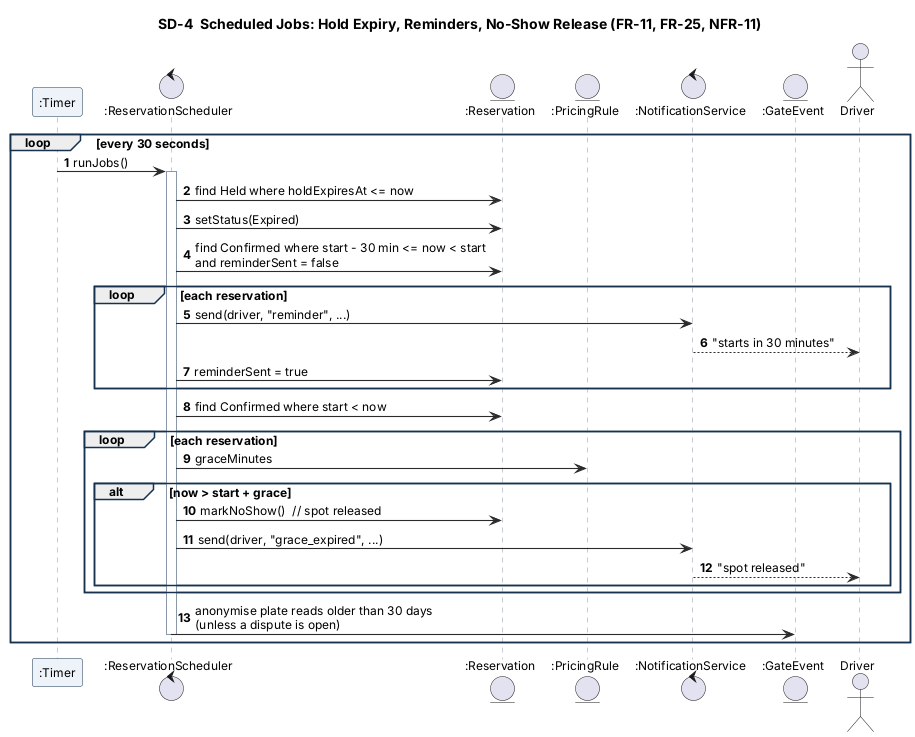 SD-4  Scheduled Jobs: Hold Expiry, Reminders, No-Show Release (FR-11, FR-25, NFR-11)
:Timer
:ReservationScheduler
:Reservation
:PricingRule
:NotificationService
:GateEvent
Driver
loop [every 30 seconds]
1 runJobs()
2 find Held where holdExpiresAt <= now
3 setStatus(Expired)
4 find Confirmed where start - 30 min <= now < start
and reminderSent = false
loop [each reservation]
5 send(driver, "reminder", ...)
6 "starts in 30 minutes"
7 reminderSent = true
8 find Confirmed where start < now
loop [each reservation]
9 graceMinutes
alt [now > start + grace]
10 markNoShow()  // spot released
11 send(driver, "grace_expired", ...)
12 "spot released"
13 anonymise plate reads older than 30 days
(unless a dispute is open)
:Timer
:ReservationScheduler
:Reservation
:PricingRule
:NotificationService
:GateEvent
Driver